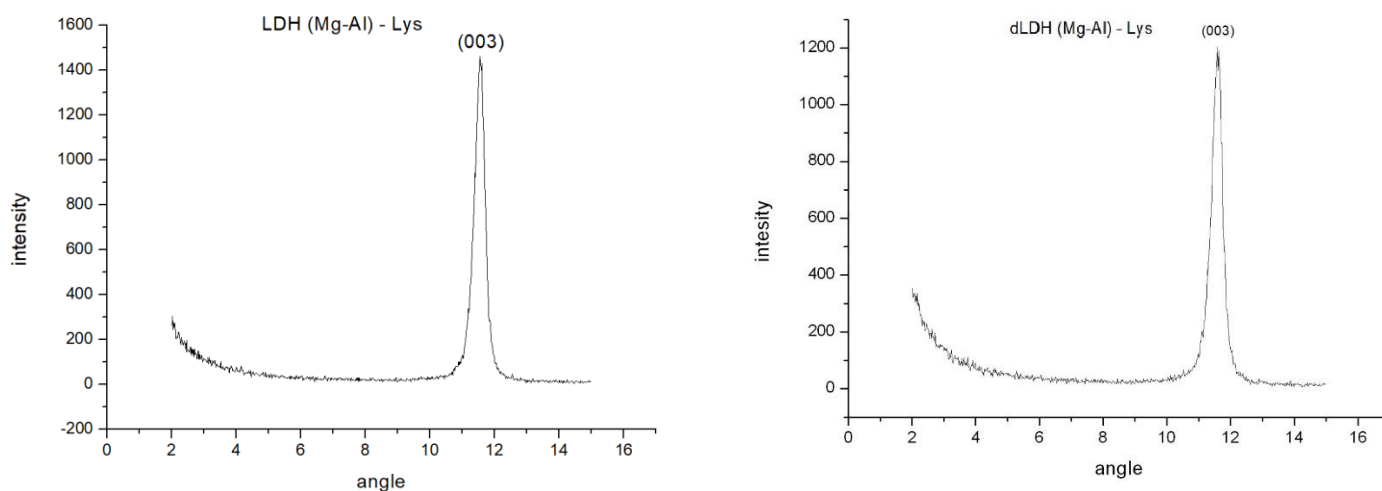 LDH (Mg-Al) - Lys
(003)
1600
1400
1200
1000
800
600
400
200
0
-200
intensity
0 2 4 6 8 10 12 14 16
angle
dLDH (Mg-Al) - Lys
(003)
1200
1000
800
600
400
200
0
intesity
0 2 4 6 8 10 12 14 16
angle